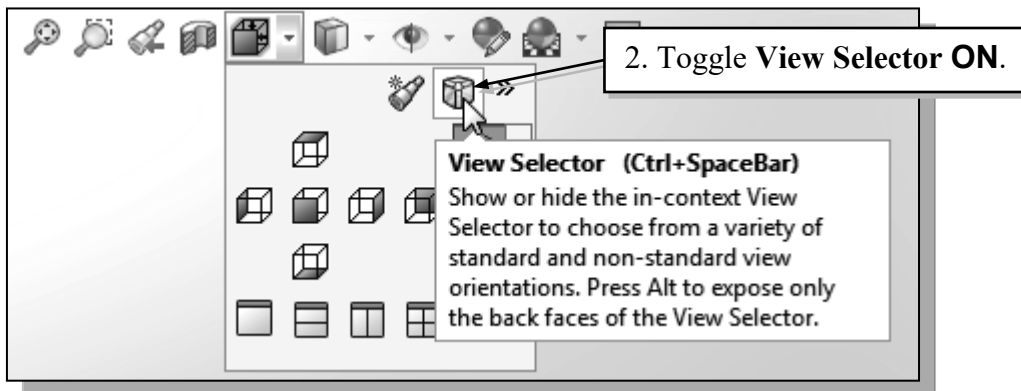 2. Toggle View Selector ON.
View Selector (Ctrl+SpaceBar)
Show or hide the in-context View
Selector to choose from a variety of
standard and non-standard view
orientations. Press Alt to expose only
the back faces of the View Selector.